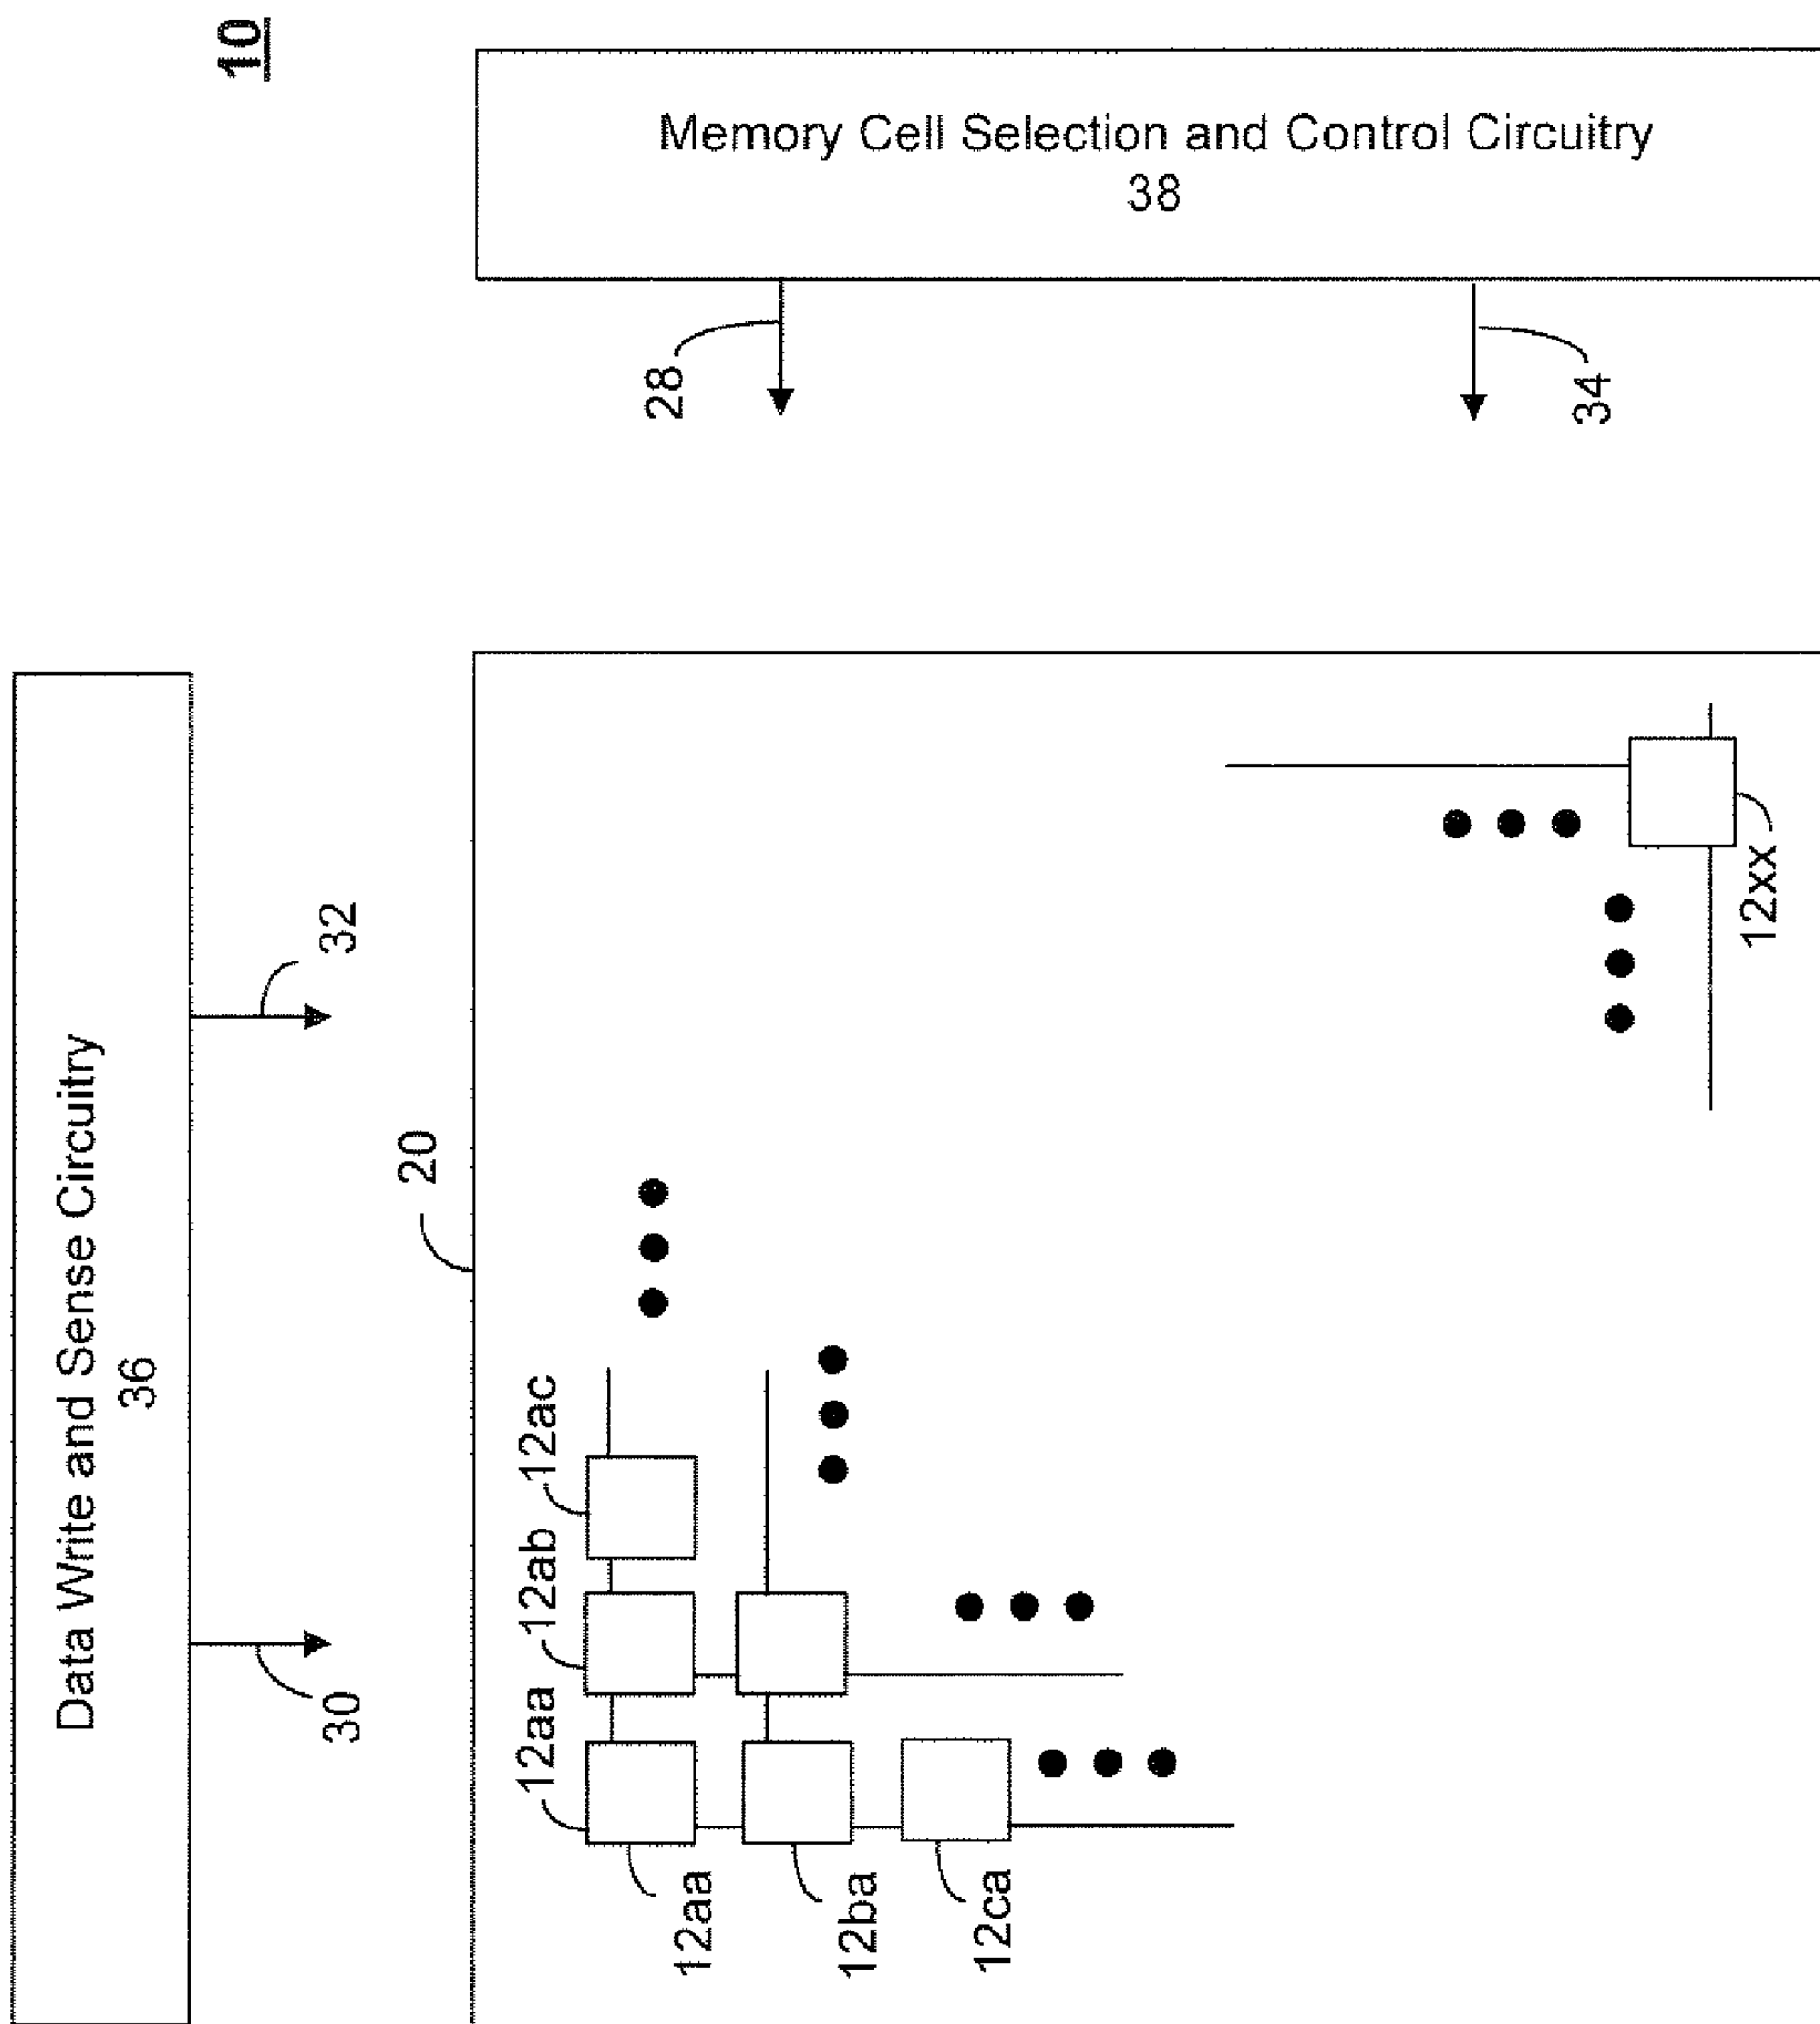 10
Data Write and Sense Circuitry
36
Memory Cell Selection and Control Circuitry
38
30
32
28
34
20
12aa
12ab
12ac
12aa
12ba
12ca
12xx